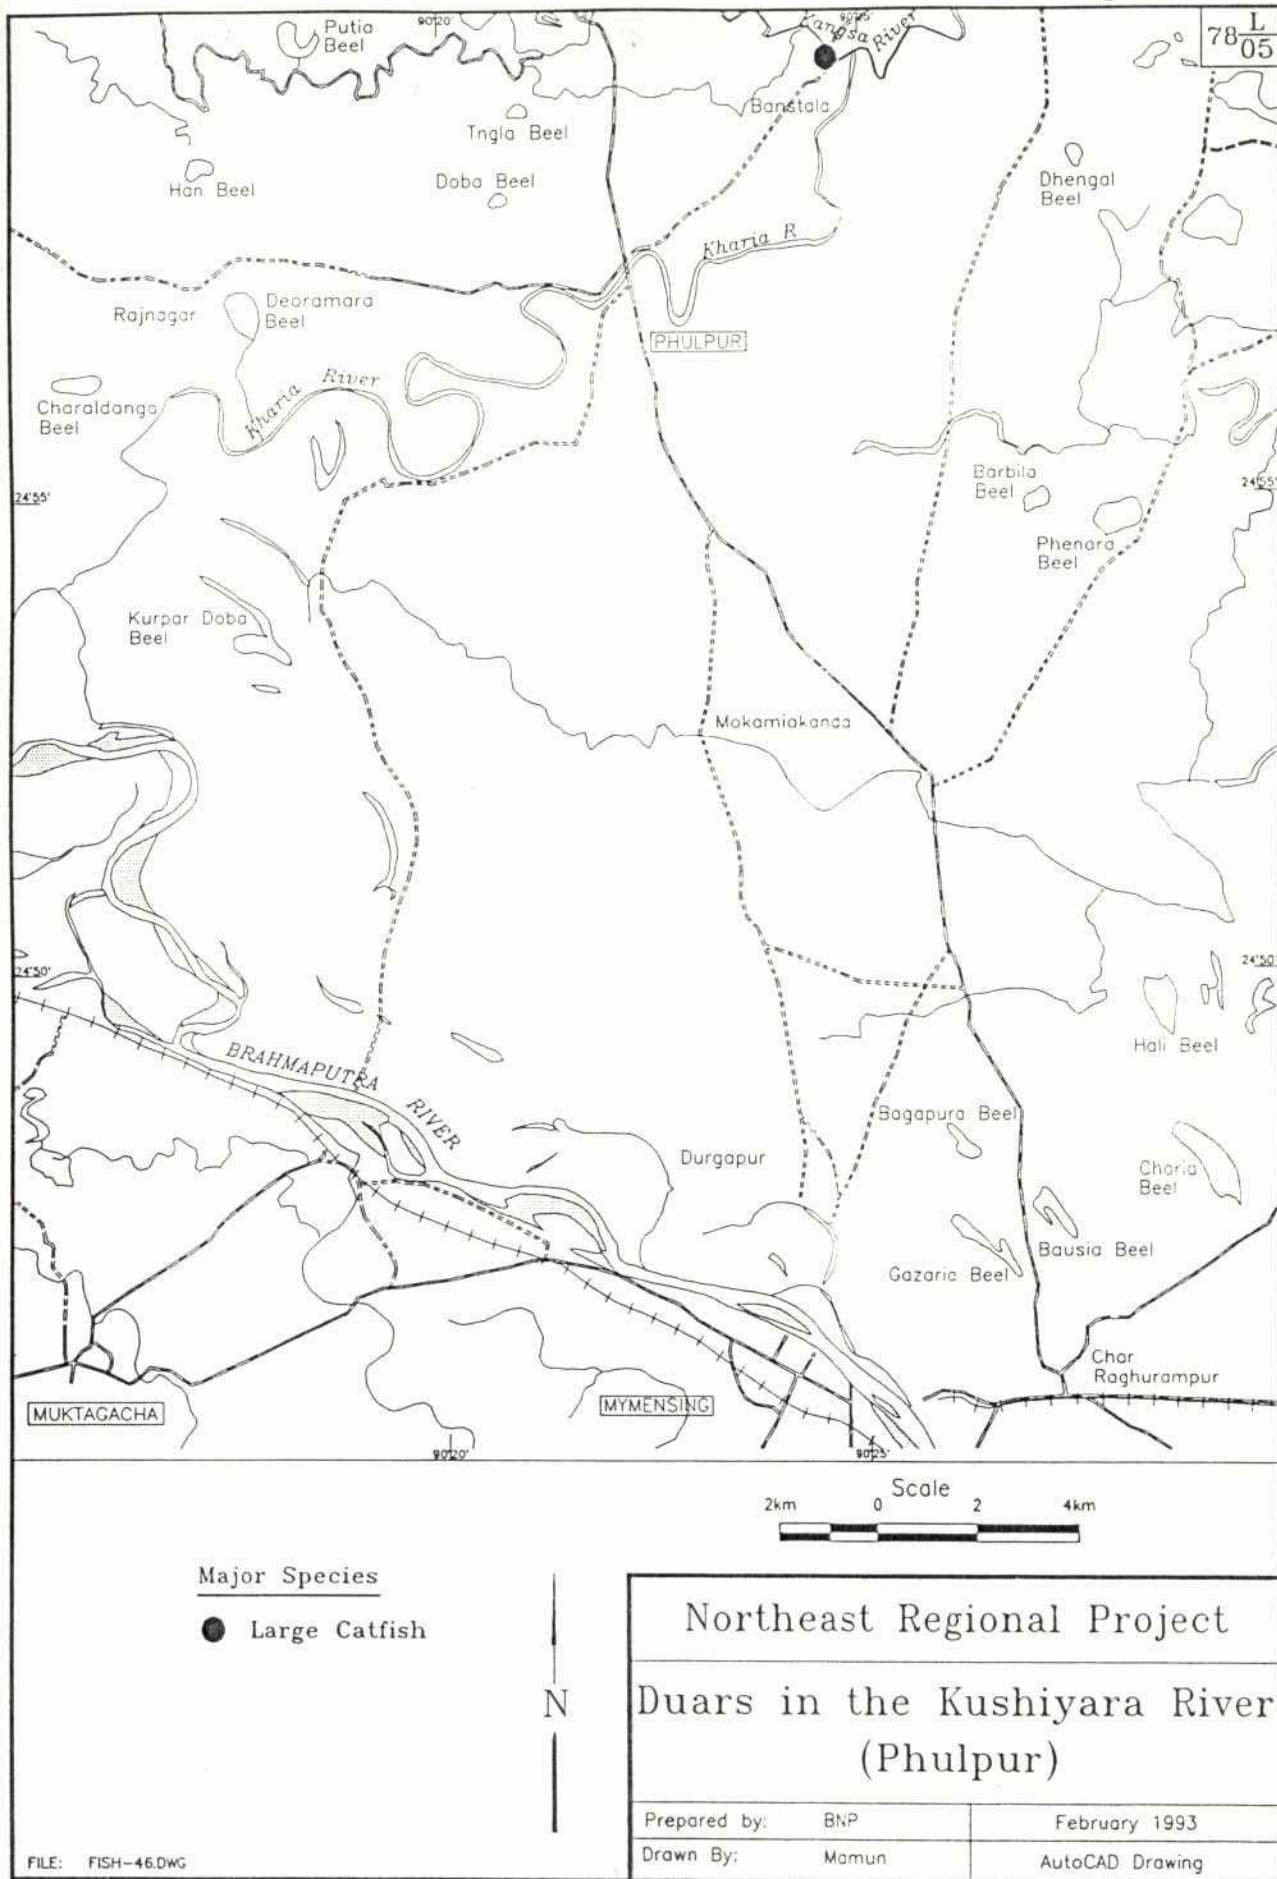 90°20'
90°25'
Kangsa River
78 L/05
Putia
Beel
Banstala
Tngla Beel
Han Beel
Doba Beel
Dhengal
Beel
Kharia R
Rajnagar
Deoramara
Beel
PHULPUR
Kharia River
Charaldanga
Beel
24°55'
Barbila
Beel
24°55'
Phenara
Beel
Kurpar Doba
Beel
Mokamiakanda
24°50'
24°50'
Hali Beel
BRAHMAPUTRA
RIVER
Bagapura Beel
Durgapur
Charia
Beel
Bausia Beel
Gazaria Beel
Char
Raghurampur
MUKTAGACHA
MYMENSING
90°20'
90°25'
Scale
2km 0 2 4km
Major Species
Large Catfish
N
Northeast Regional Project
Duars in the Kushiyara River
(Phulpur)
Prepared by: BNP February 1993
Drawn By: Mamun AutoCAD Drawing
FILE: FISH-46.DWG